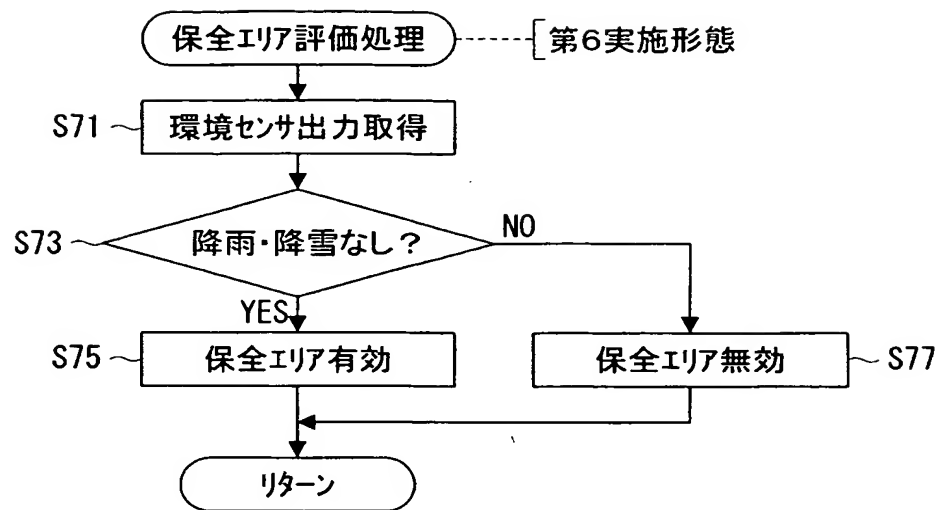 保全エリア評価処理
第6実施形態
S71
環境センサ出力取得
S73
降雨・降雪なし?
NO
YES
S75
保全エリア有効
保全エリア無効
S77
リターン